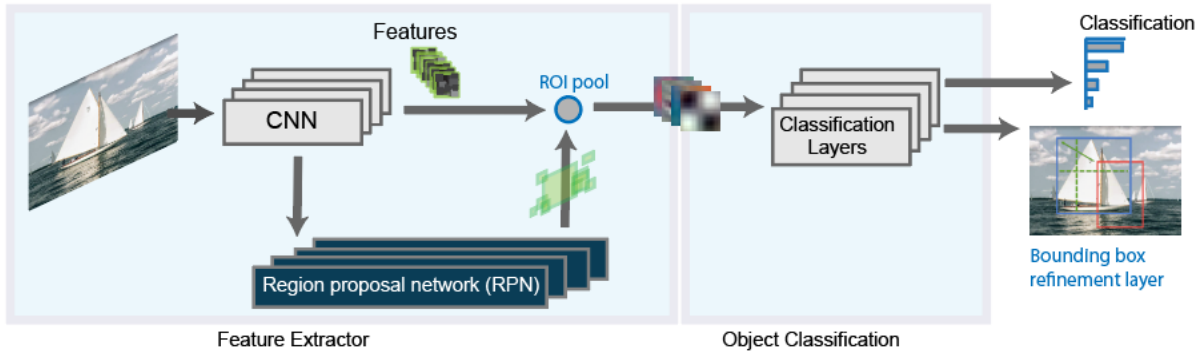 Features
ROI pool
Classification
CNN
Classification
Layers
Region proposal network (RPN)
Bounding box
refinement layer
Feature Extractor
Object Classification